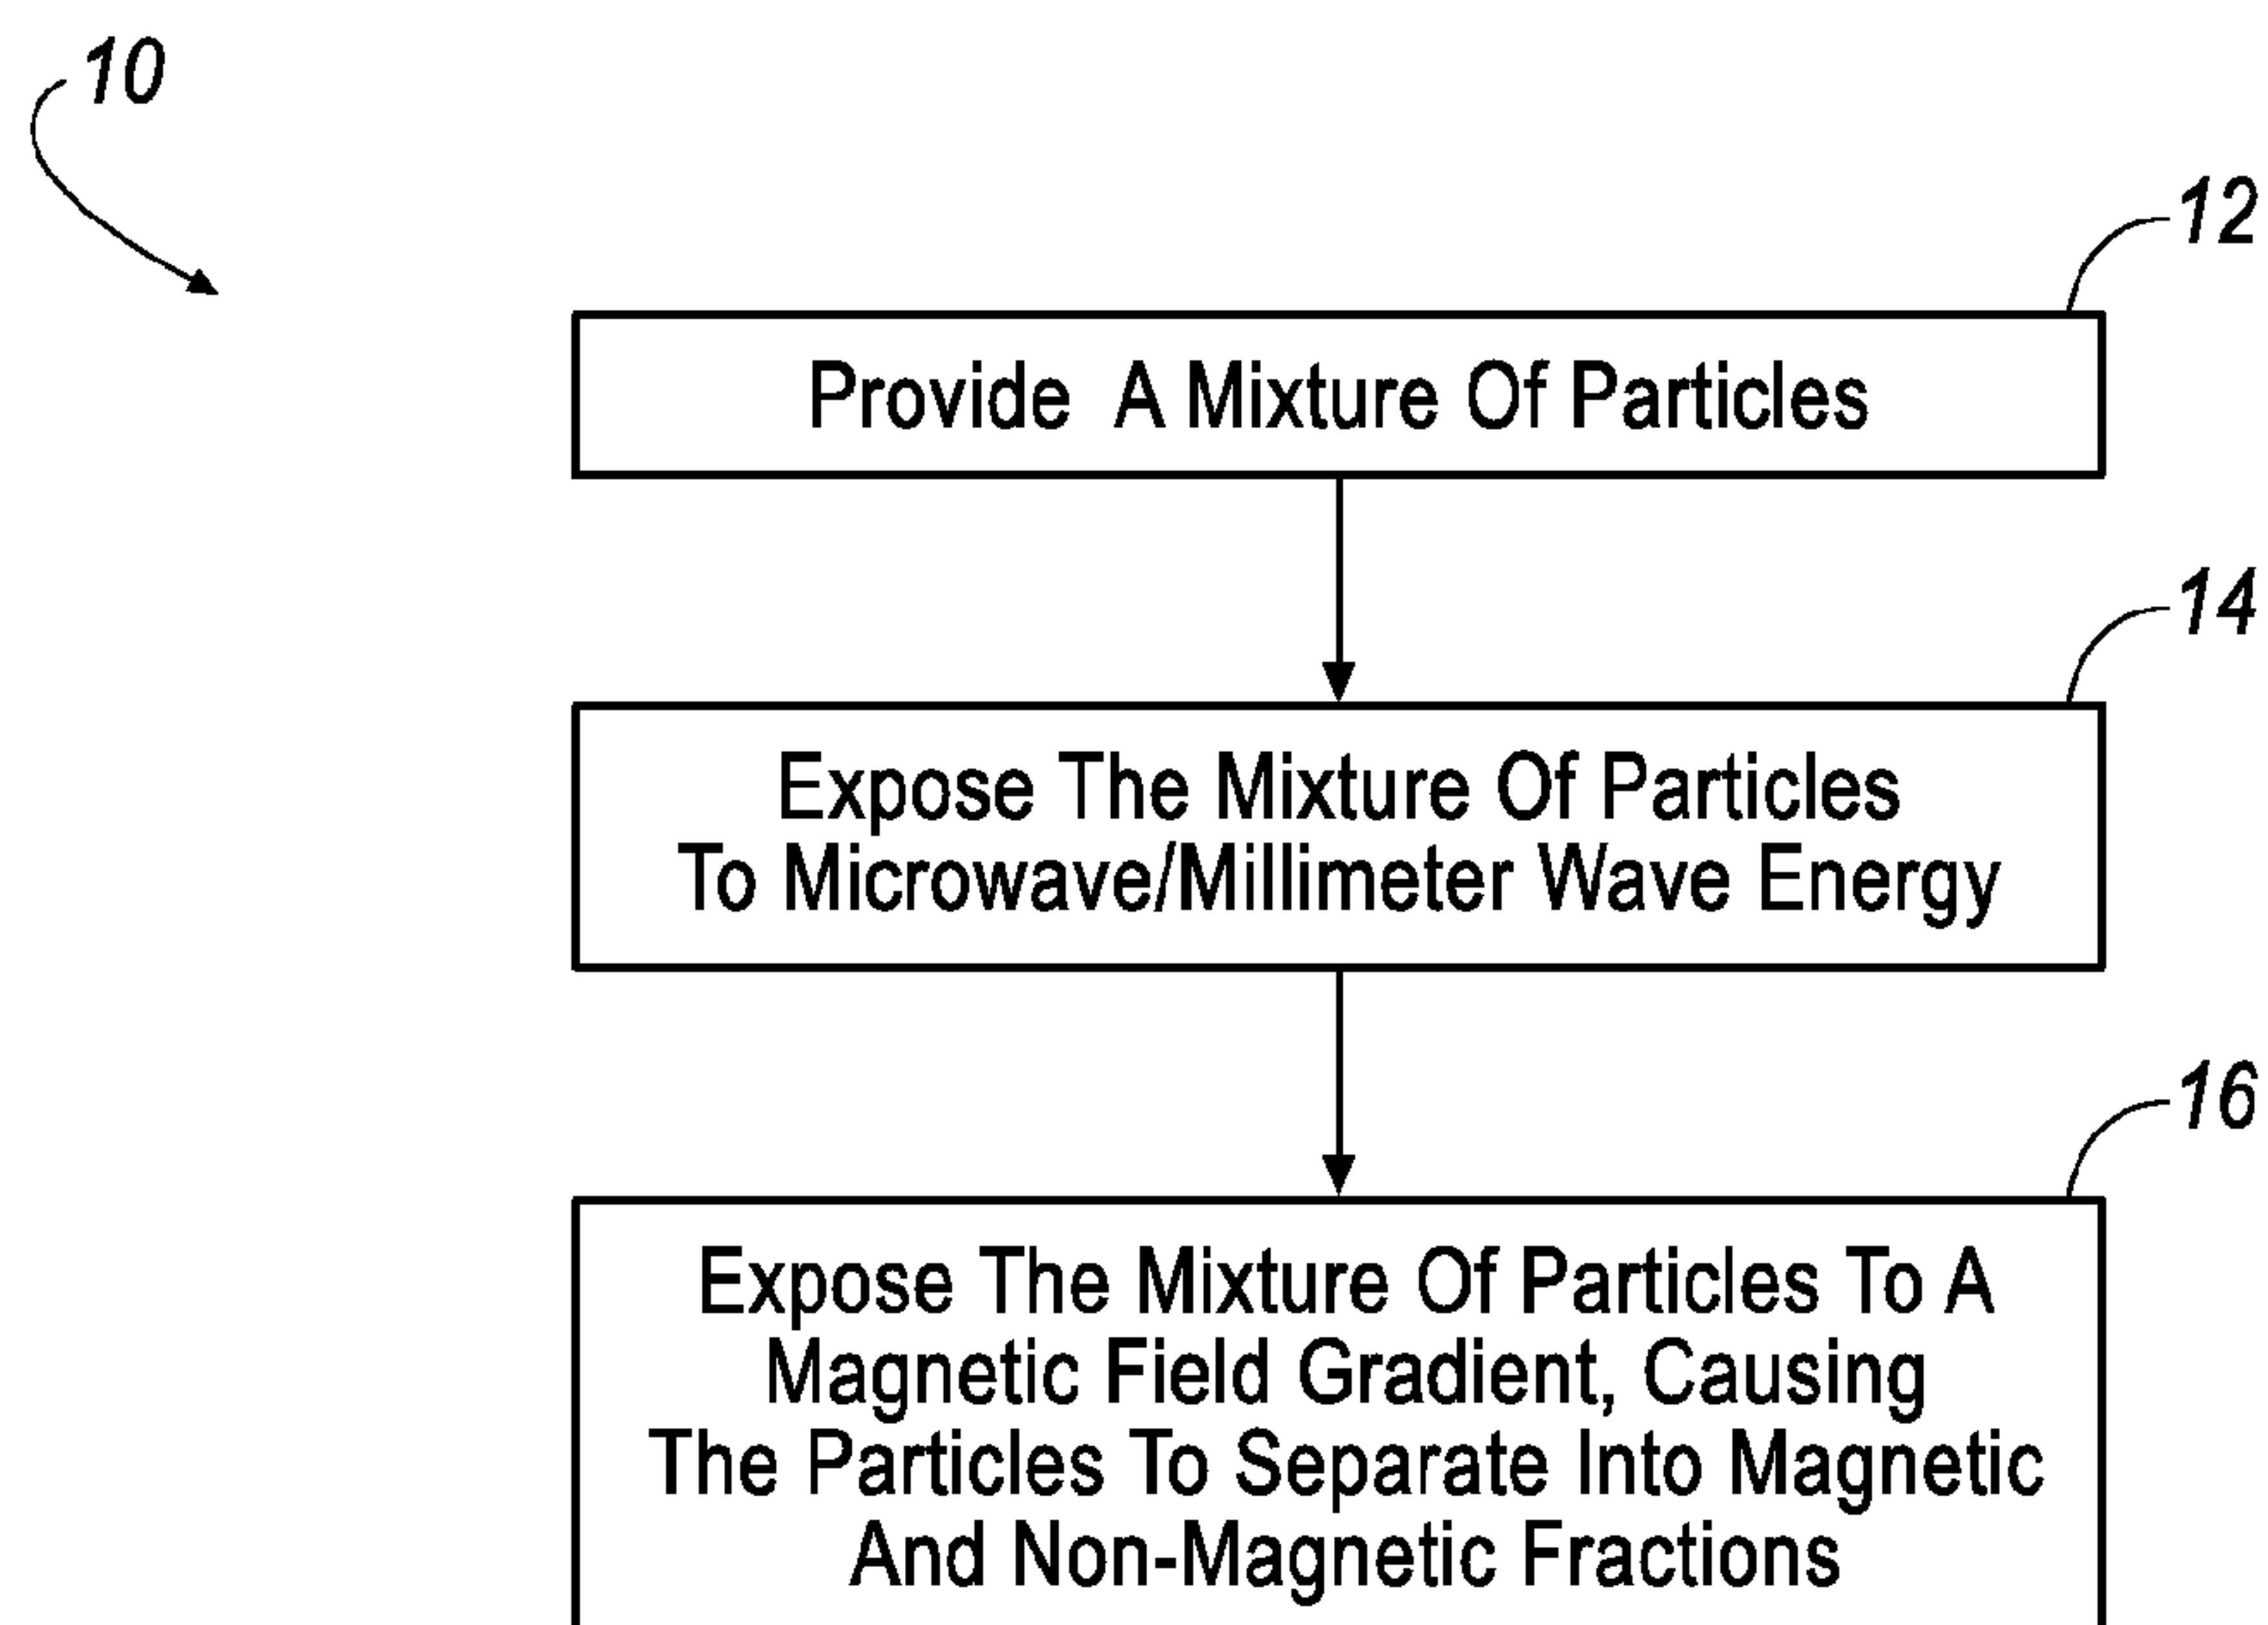 10
12
Provide A Mixture Of Particles
14
Expose The Mixture Of Particles
To Microwave/Millimeter Wave Energy
16
Expose The Mixture Of Particles To A
Magnetic Field Gradient, Causing
The Particles To Separate Into Magnetic
And Non-Magnetic Fractions